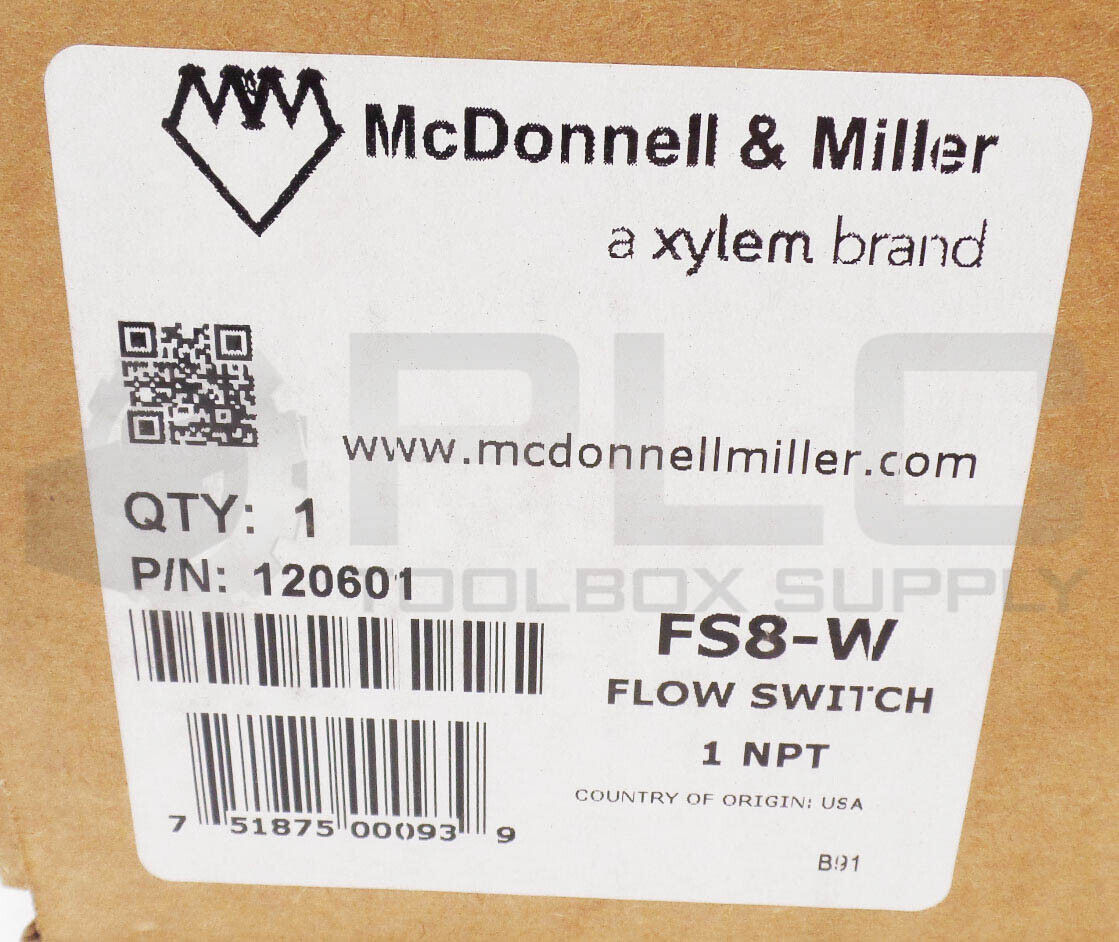 McDonnell & Miller
a xylem brand
www.mcdonnellmiller.com
QTY: 1
P/N: 120601
FS8-W
FLOW SWITCH
1 NPT
COUNTRY OF ORIGIN: USA
7 51875 00093 9
B91
PLC
TOOLBOX SUPPLY